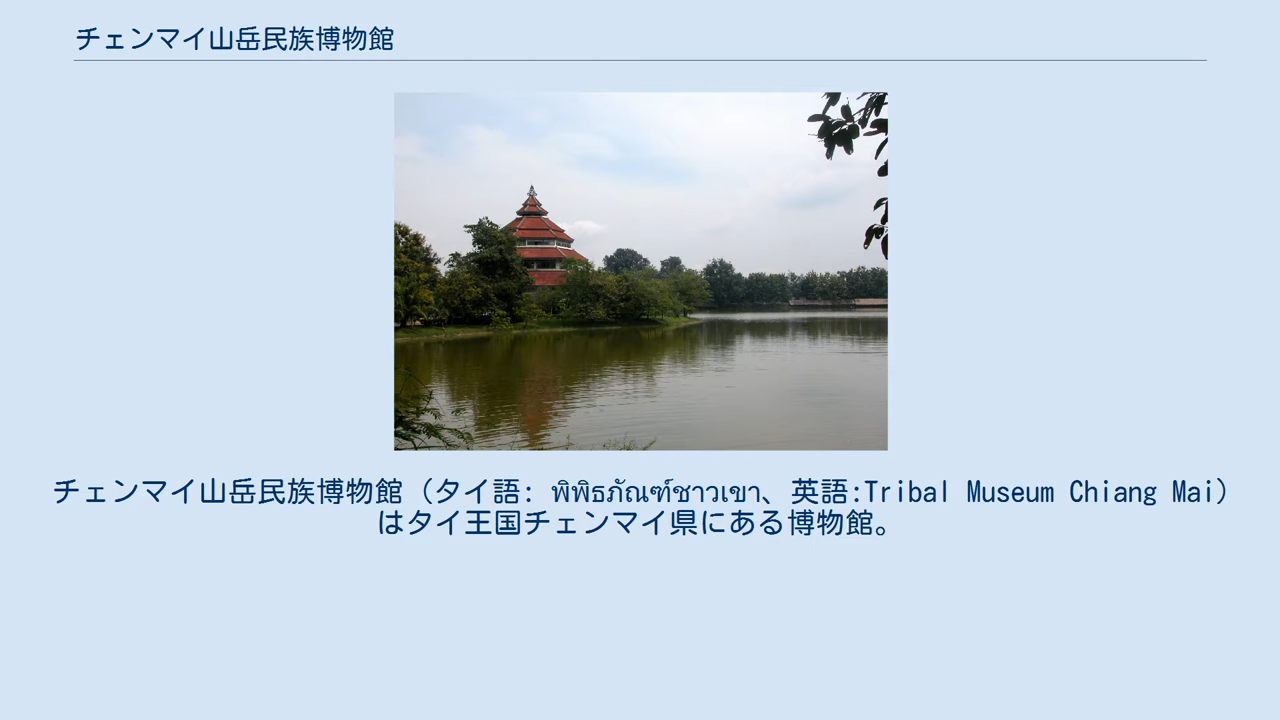 チェンマイ山岳民族博物館
チェンマイ山岳民族博物館（タイ語: พิพิธภัณฑ์ชาวเขา、英語:Tribal Museum Chiang Mai）
はタイ王国チェンマイ県にある博物館。